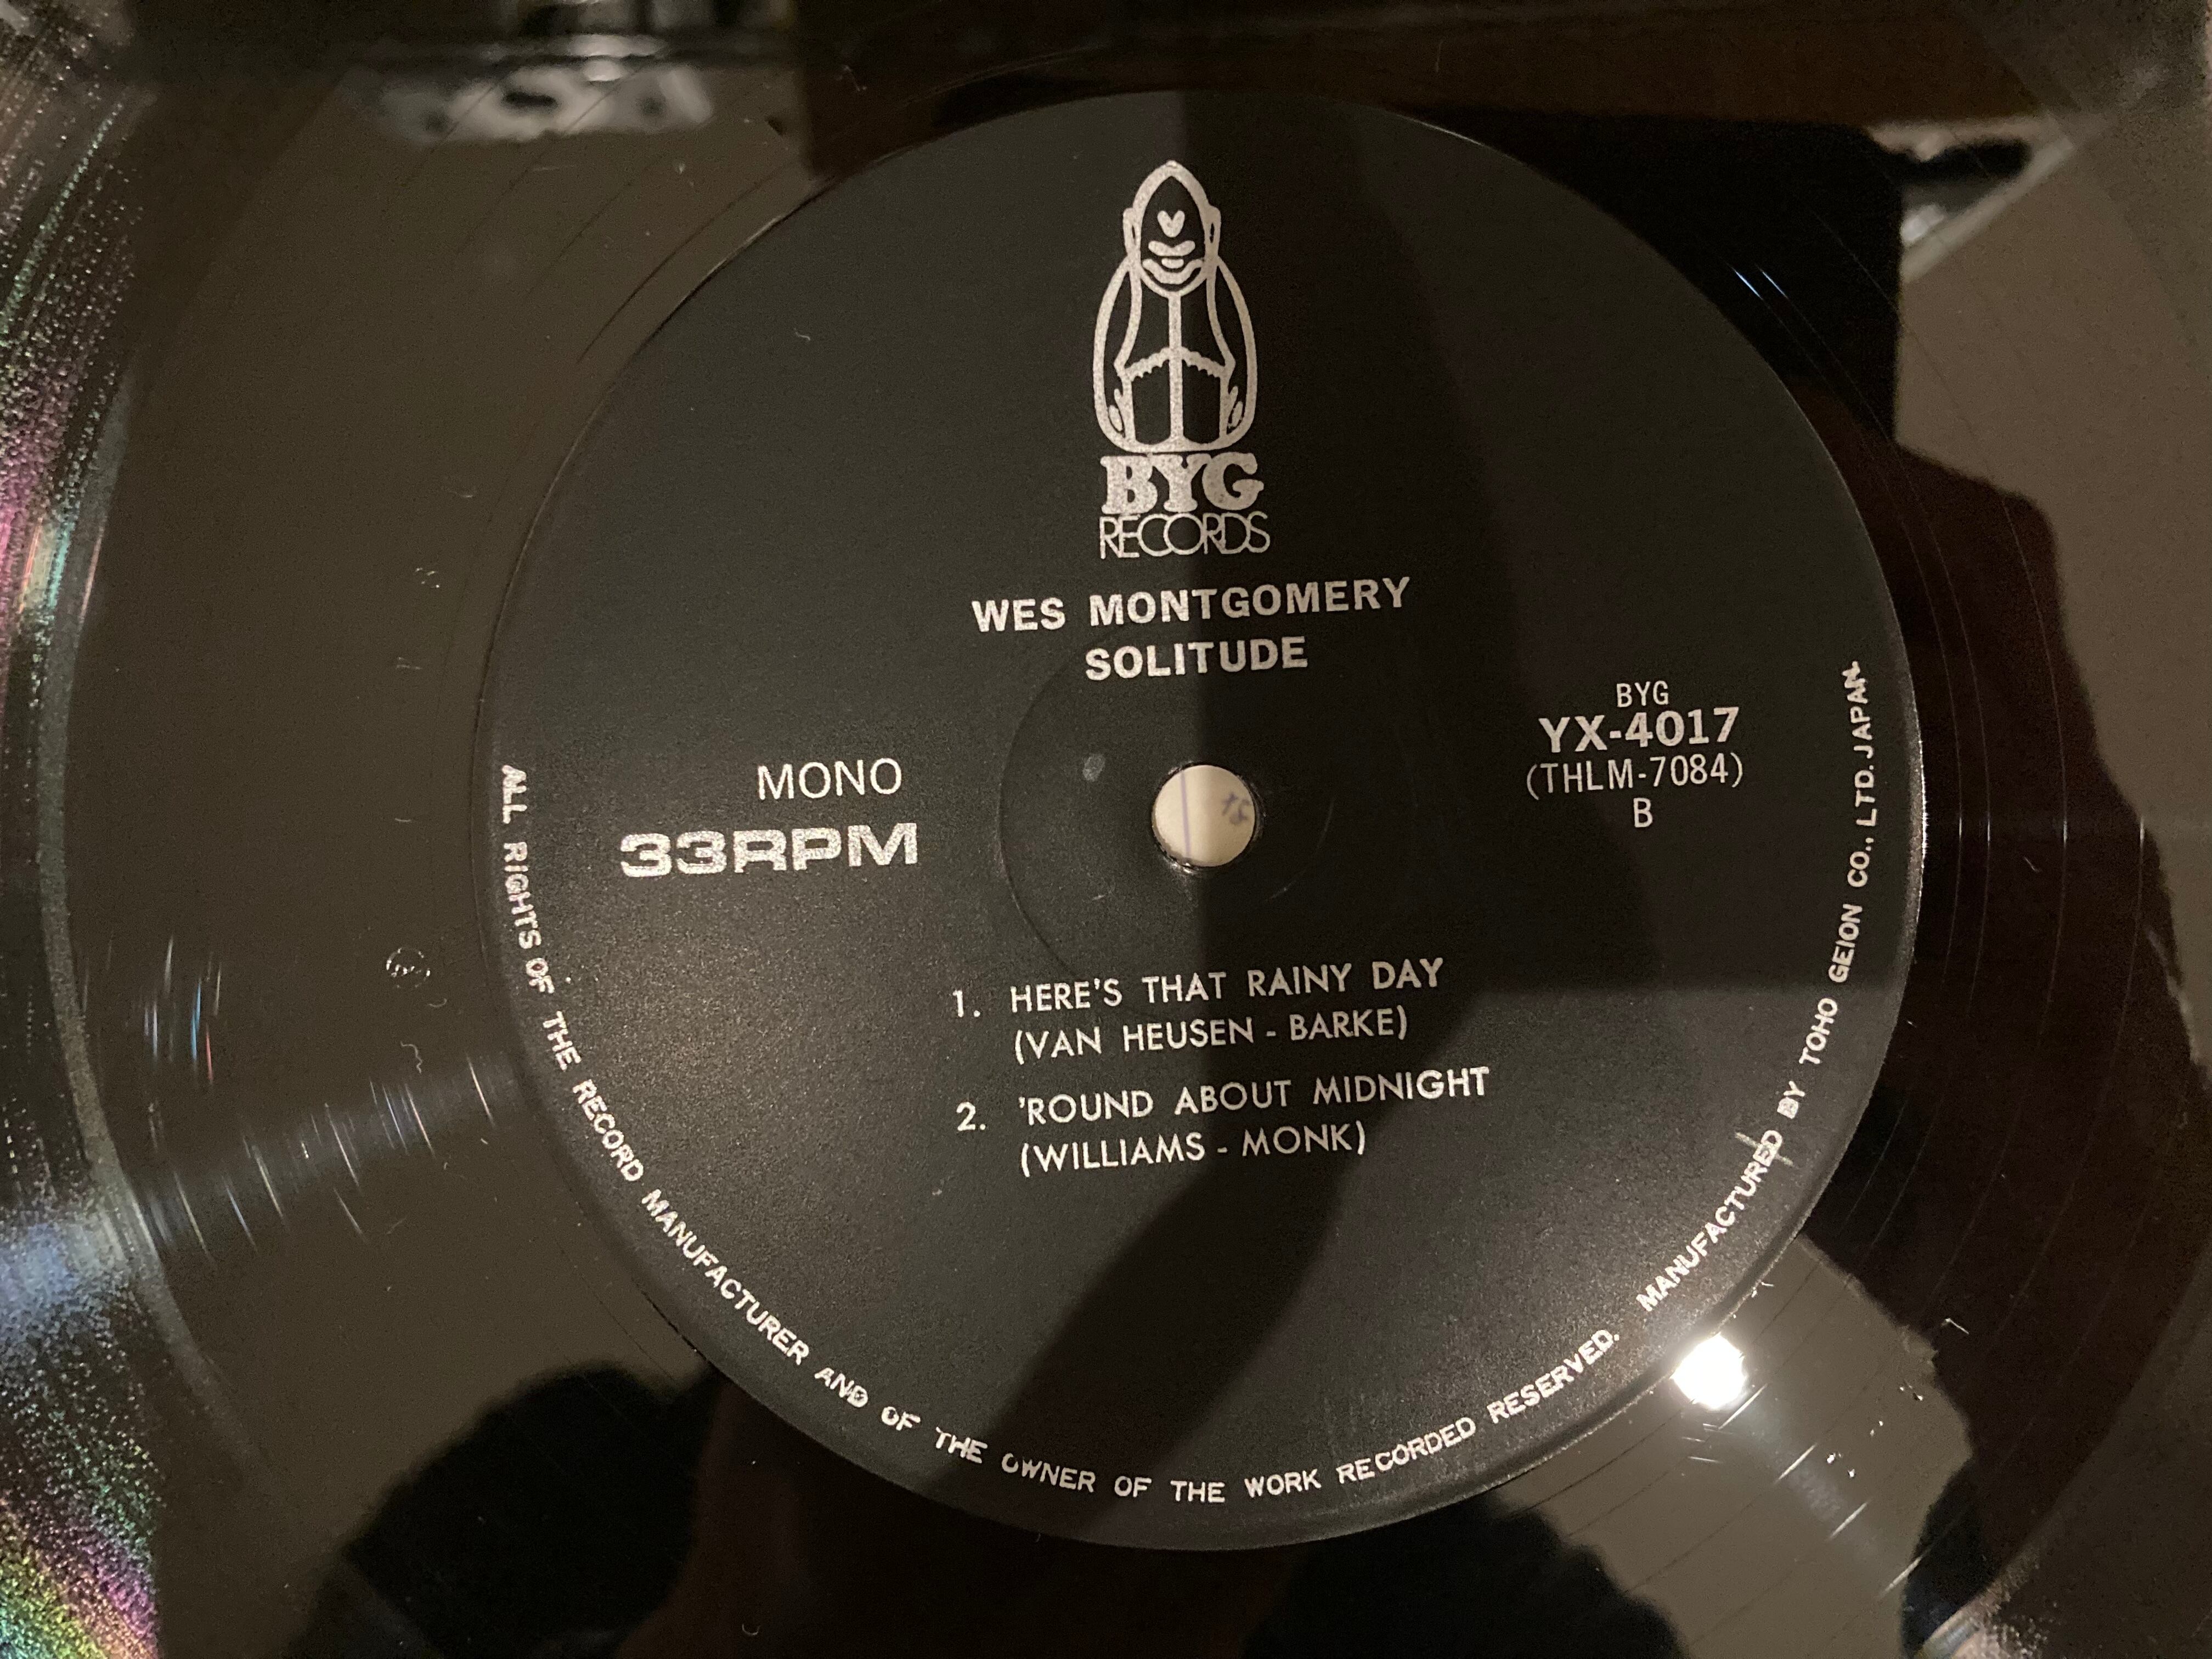 BYG
RECORDS
WES MONTGOMERY
SOLITUDE
MONO
33RPM
BYG
YX-4017
(THLM-7084)
B
な
1. HERE'S THAT RAINY DAY
(VAN HEUSEN - BARKE)
2. 'ROUND ABOUT MIDNIGHT
(WILLIAMS - MONK)
ALL RIGHTS OF THE RECORD MANUFACTURER AND OF THE OWNER OF THE WORK RECORDED RESERVED. MANUFACTURED BY TOHO GEION CO., LTD. JAPAN.